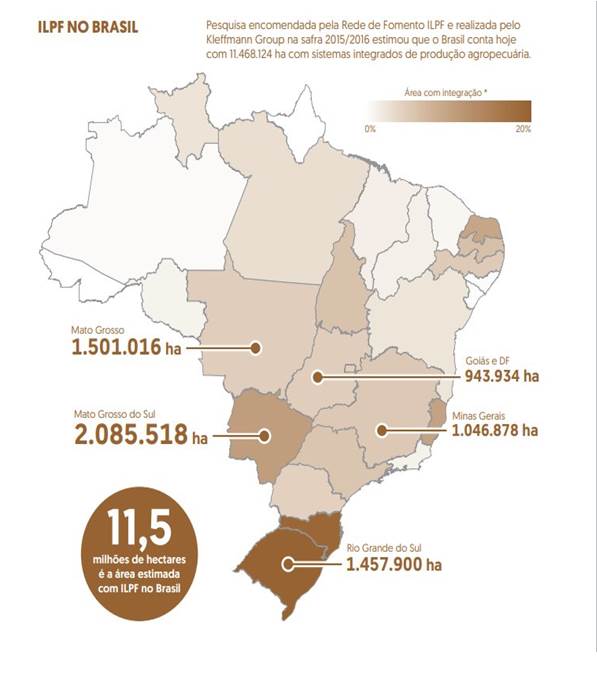 ILPF NO BRASIL
Pesquisa encomendada pela Rede de Fomento ILPF e realizada pelo
Kleffmann Group na safra 2015/2016 estimou que o Brasil conta hoje
com 11.468.124 ha com sistemas integrados de produção agropecuária.
Área com integração *
0%
20%
Mato Grosso
1.501.016 ha
Goiás e DF
943.934 ha
Mato Grosso do Sul
2.085.518 ha
Minas Gerais
1.046.878 ha
11,5
milhões de hectares
é a área estimada
com ILPF no Brasil
Rio Grande do Sul
1.457.900 ha